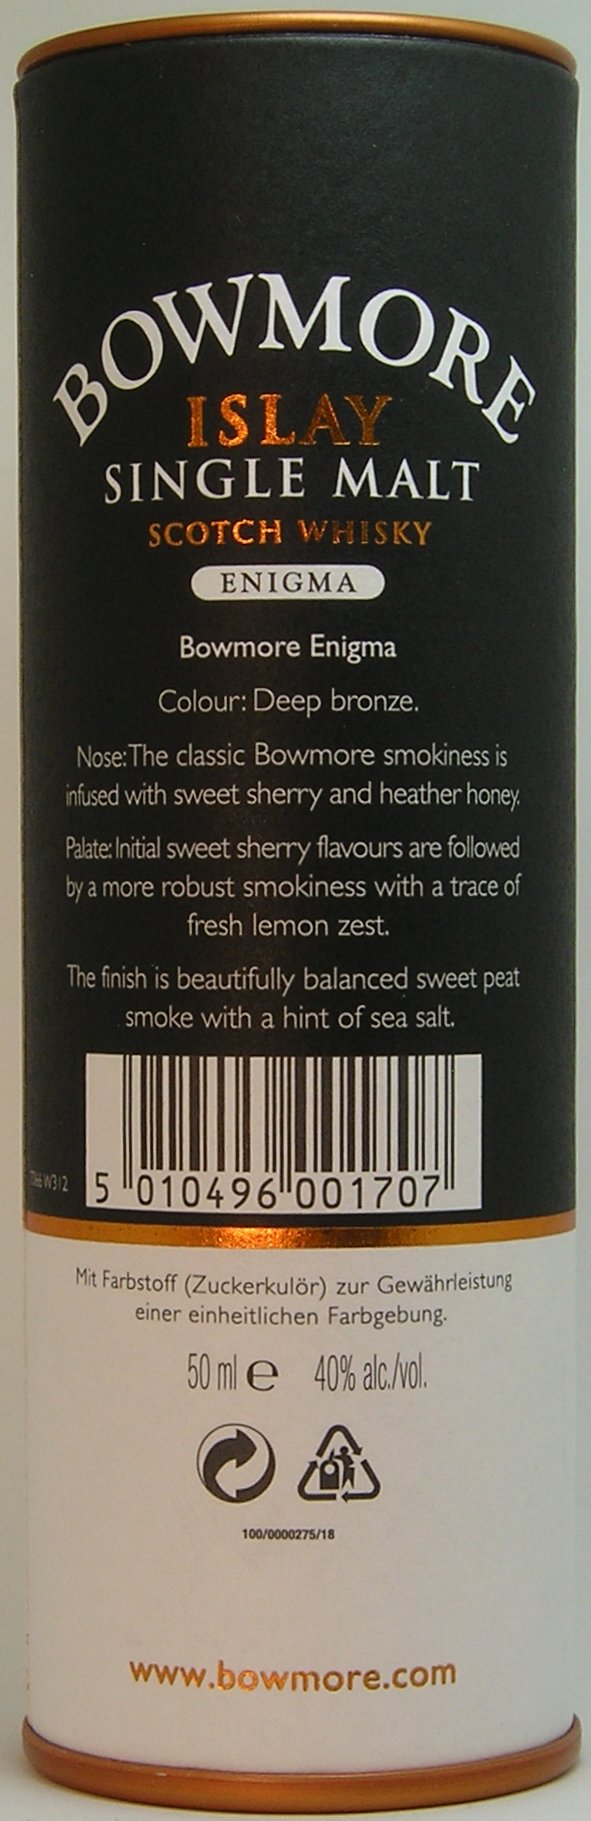 BOWMORE
ISLAY
SINGLE MALT
SCOTCH WHISKY
ENIGMA
Bowmore Enigma
Colour: Deep bronze.
Nose: The classic Bowmore smokiness is
infused with sweet sherry and heather honey.
Palate: Initial sweet sherry flavours are followed
by a more robust smokiness with a trace of
fresh lemon zest.
The finish is beautifully balanced sweet peat
smoke with a hint of sea salt.
W312
5 010496 001707
Mit Farbstoff (Zuckerkulör) zur Gewährleistung
einer einheitlichen Farbgebung.
50 ml e 40% alc./vol.
100/0000275/18
www.bowmore.com